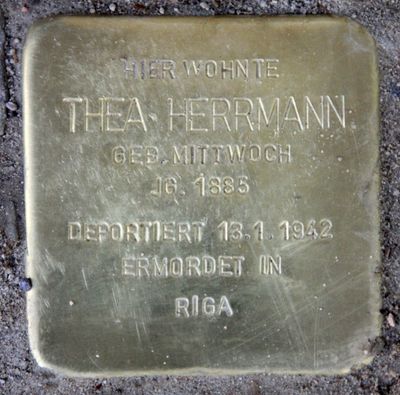 HIER WOHNTE
THEA HERRMANN
GEB. MITTWOCH
JG. 1885
DEPORTIERT 13.1.1942
ERMORDET IN
RIGA